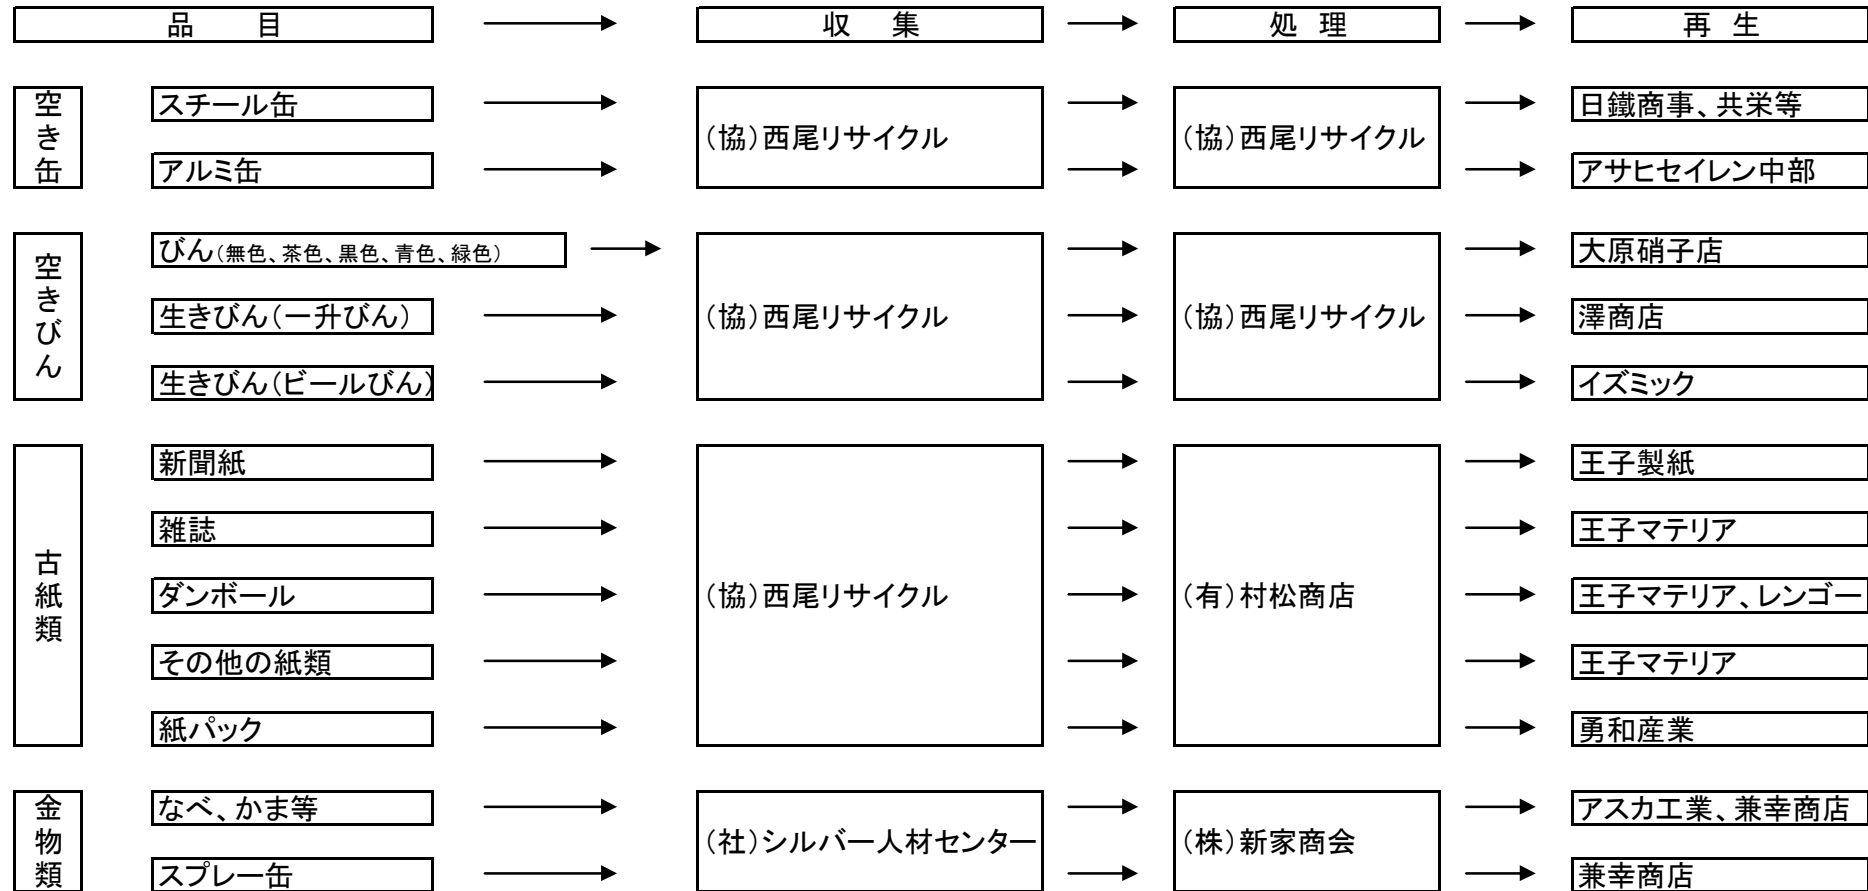 品　目　収　集　処　理　再　生
空き缶
スチール缶
アルミ缶
(協)西尾リサイクル
(協)西尾リサイクル
日鐵商事、共栄等
アサヒセイレン中部
空きびん
びん(無色、茶色、黒色、青色、緑色)
生きびん(一升びん)
生きびん(ビールびん)
(協)西尾リサイクル
(協)西尾リサイクル
大原硝子店
澤商店
イズミック
古紙類
新聞紙
雑誌
ダンボール
その他の紙類
紙パック
(協)西尾リサイクル
(有)村松商店
王子製紙
王子マテリア
王子マテリア、レンゴー
王子マテリア
勇和産業
金物類
なべ、かま等
スプレー缶
(社)シルバー人材センター
(株)新家商会
アスカ工業、兼幸商店
兼幸商店